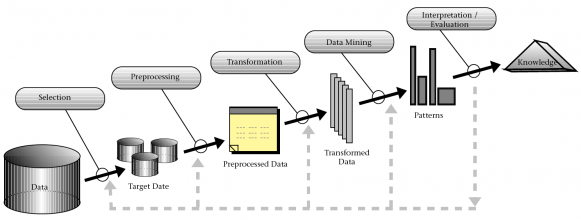 Interpretation /
Evaluation
Data Mining
Transformation
Preprocessing
Selection
Knowledge
Patterns
Transformed
Data
Preprocessed Data
Target Date
Data